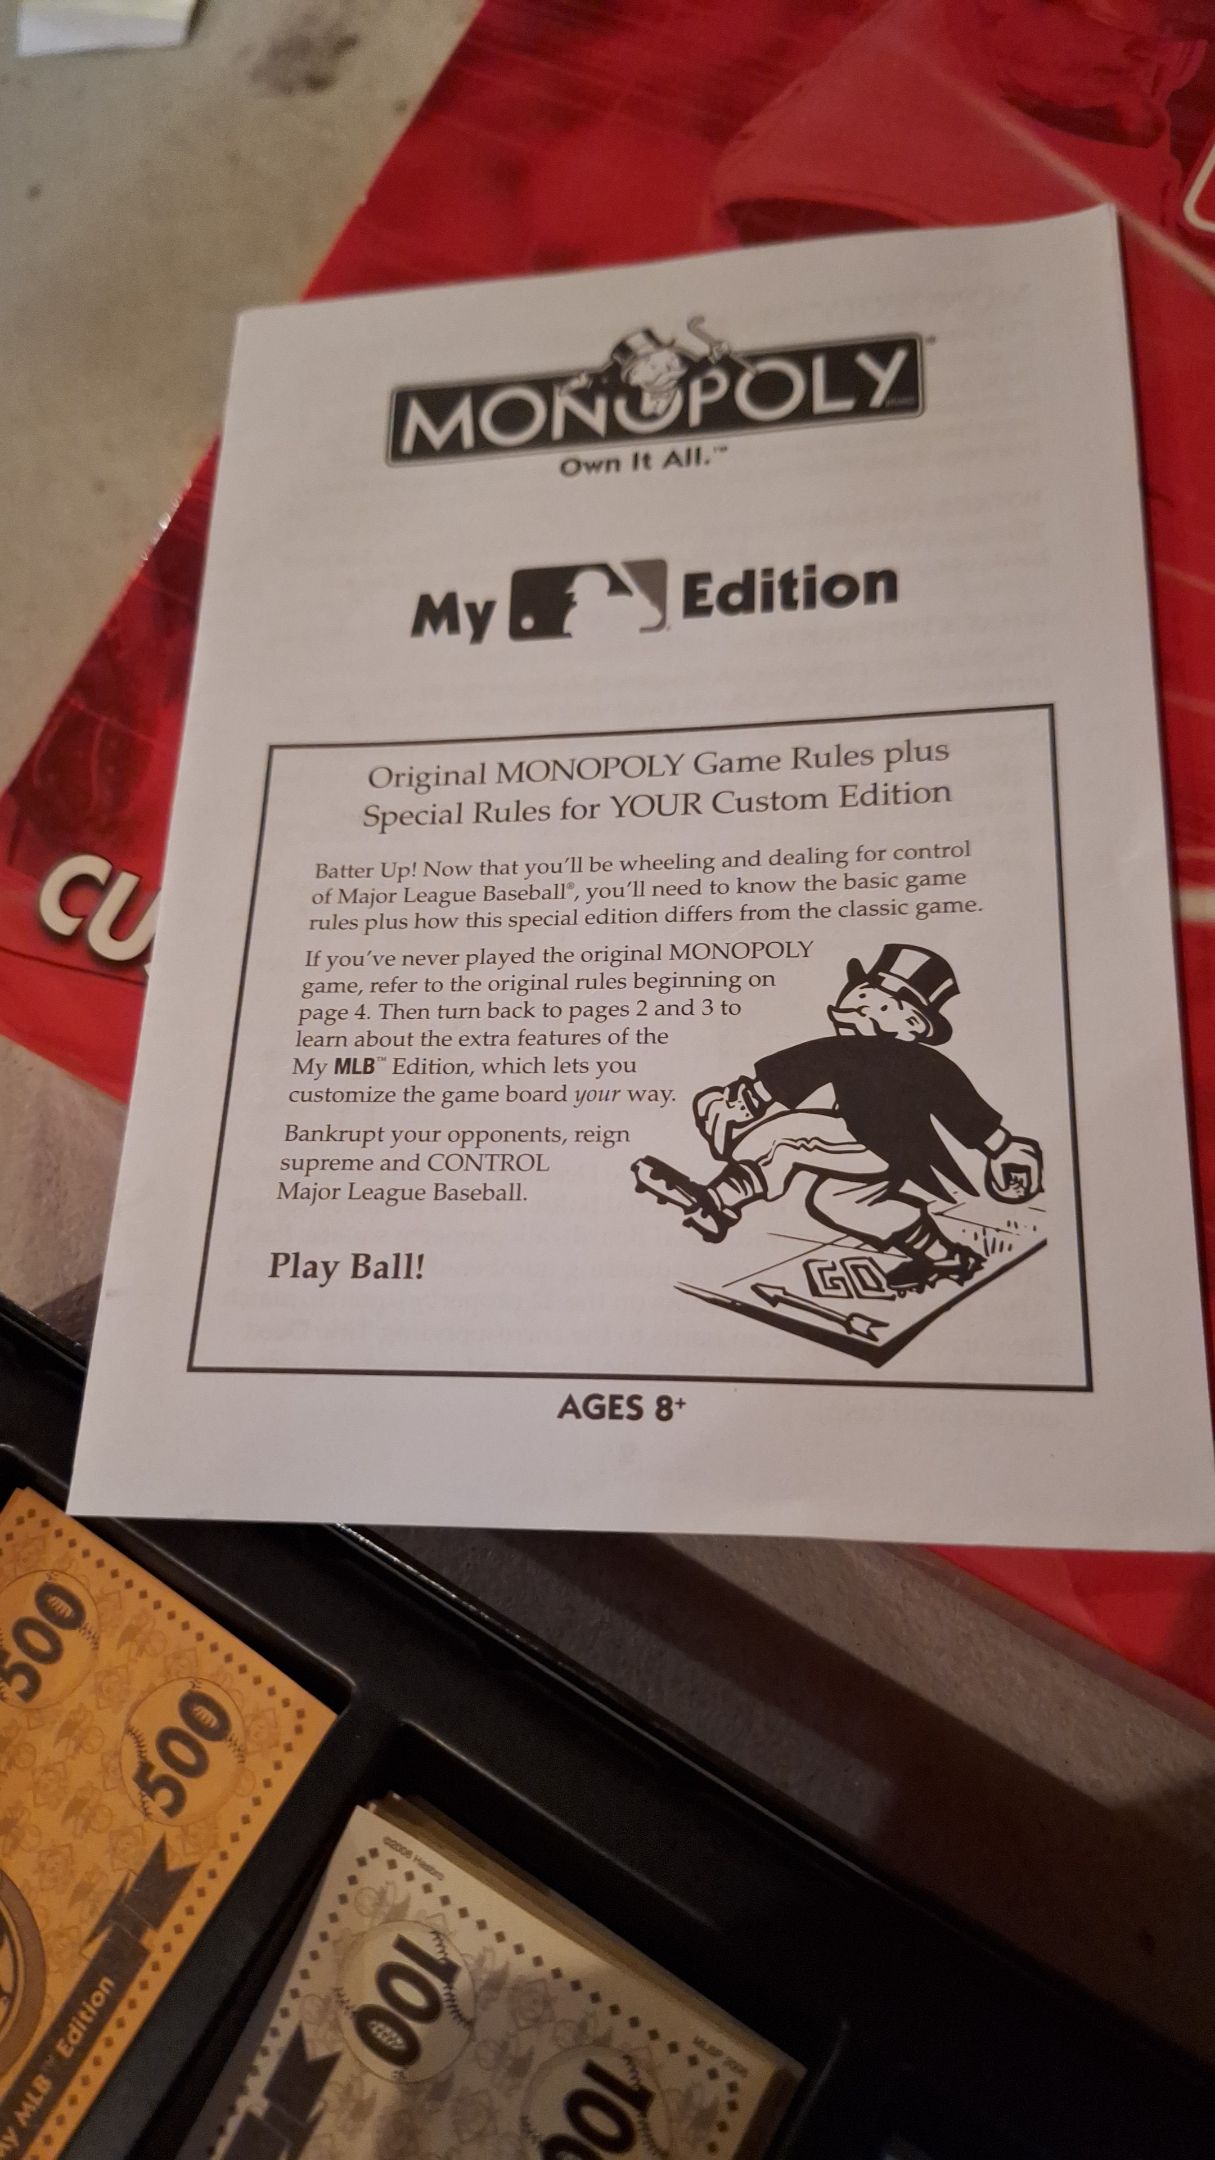 MONOPOLY
Own It All.™
My Edition
Original MONOPOLY Game Rules plus
Special Rules for YOUR Custom Edition
Batter Up! Now that you'll be wheeling and dealing for control
of Major League Baseball®, you'll need to know the basic game
rules plus how this special edition differs from the classic game.
If you've never played the original MONOPOLY
game, refer to the original rules beginning on
page 4. Then turn back to pages 2 and 3 to
learn about the extra features of the
My MLB™ Edition, which lets you
customize the game board your way.
Bankrupt your opponents, reign
supreme and CONTROL
Major League Baseball.
Play Ball!
GO
AGES 8+
CU
500
500
My MLB™ Edition
Hasbro
100
100